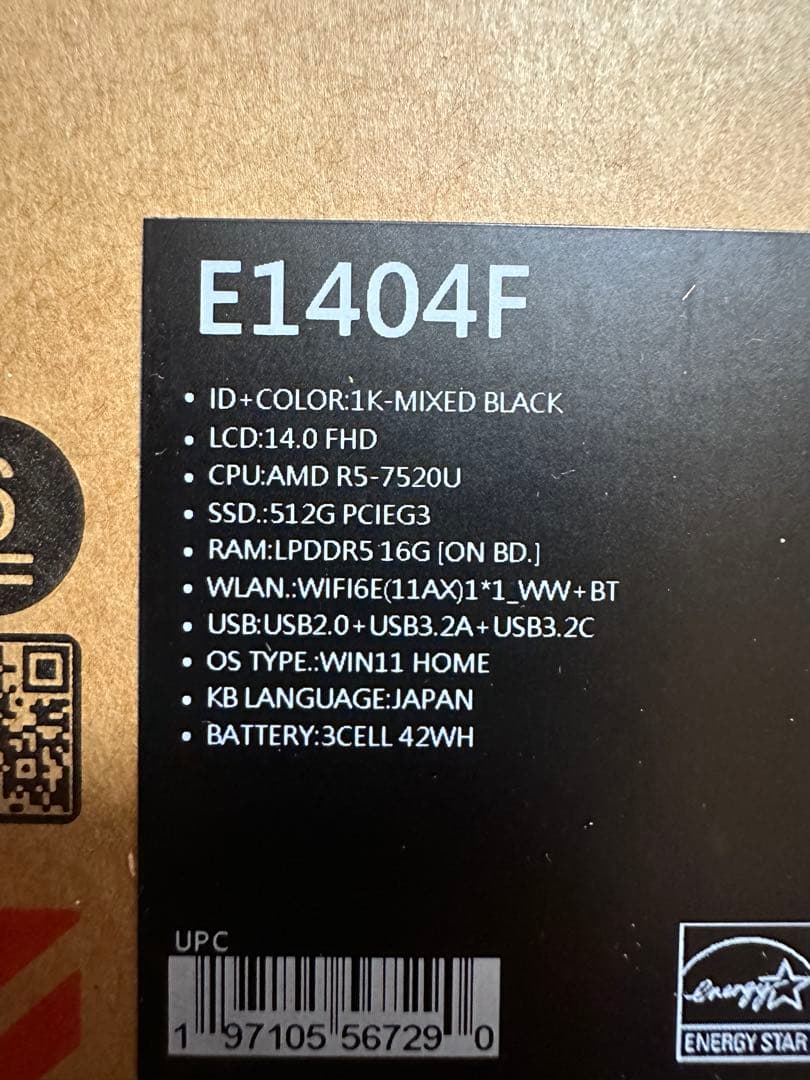 E1404F
• ID+COLOR:1K-MIXED BLACK
• LCD:14.0 FHD
• CPU:AMD R5-7520U
• SSD.:512G PCIEG3
• RAM:LPDDR5 16G [ON BD.]
• WLAN.:WIFI6E(11AX)1*1_WW+BT
• USB:USB2.0+USB3.2A+USB3.2C
• OS TYPE.:WIN11 HOME
• KB LANGUAGE:JAPAN
• BATTERY:3CELL 42WH
UPC
1 97105 56729 0
energy
ENERGY STAR